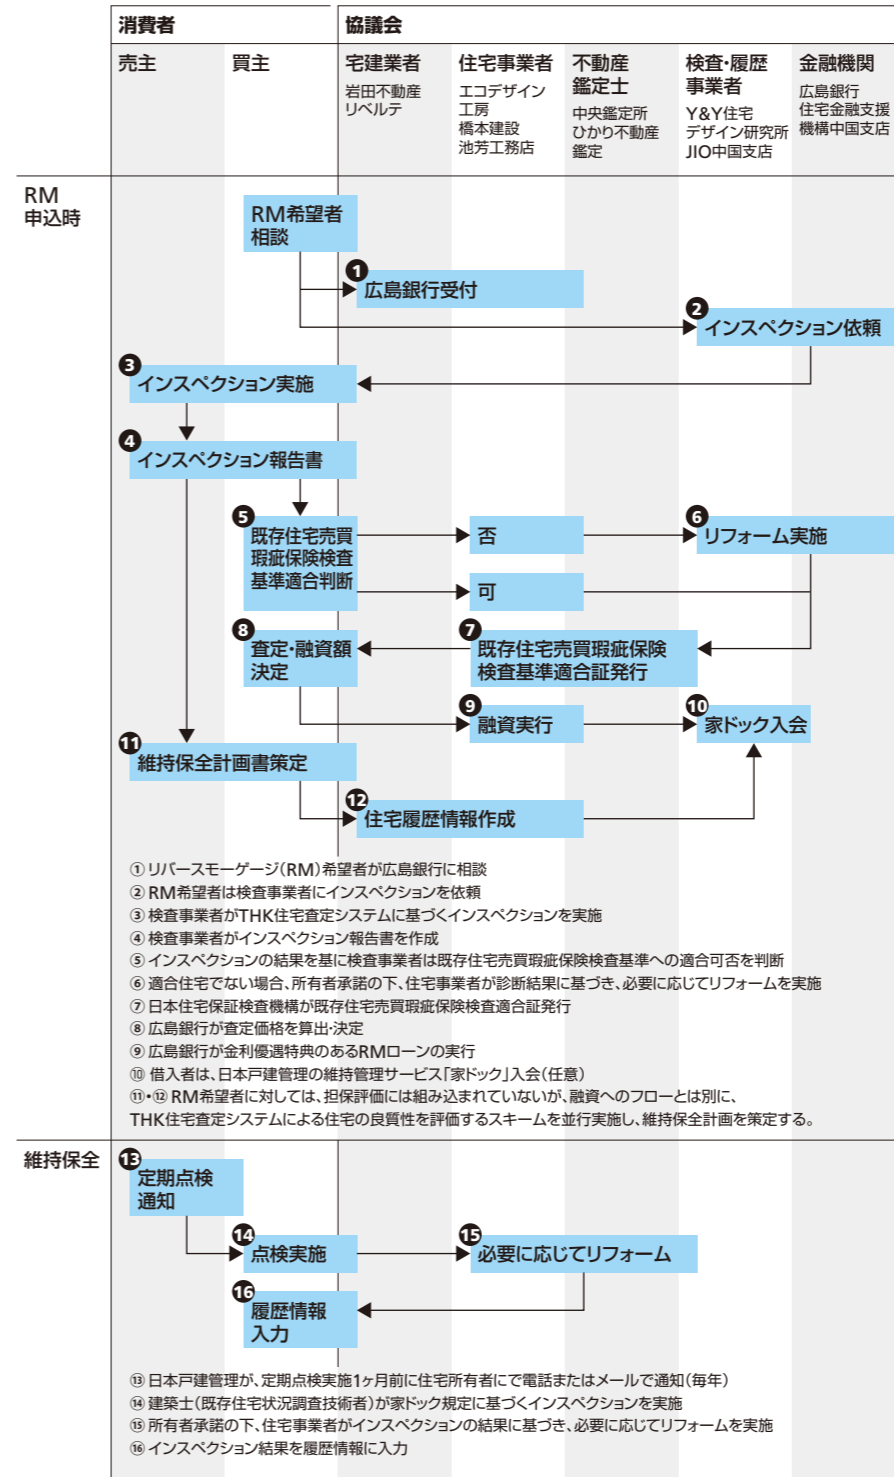 消費者
協議会
売主
買主
宅建業者
岩田不動産
リベルテ
住宅事業者
エコデザイン
工房
橋本建設
池芳工務店
不動産
鑑定士
中央鑑定所
ひかり不動産
鑑定
検査・履歴
事業者
Y&Y住宅
デザイン研究所
JIO中国支店
金融機関
広島銀行
住宅金融支援
機構中国支店
RM
申込時
RM希望者
相談
❶
広島銀行受付
❷
インスペクション依頼
❸
インスペクション実施
❹
インスペクション報告書
❺
既存住宅売買
瑕疵保険検査
基準適合判断
否
❻
リフォーム実施
可
❽
査定・融資額
決定
❼
既存住宅売買瑕疵保険
検査基準適合証発行
❾
融資実行
❿
家ドック入会
⓫
維持保全計画書策定
⓬
住宅履歴情報作成
① リバースモーゲージ(RM)希望者が広島銀行に相談
② RM希望者は検査事業者にインスペクションを依頼
③ 検査事業者がTHK住宅査定システムに基づくインスペクションを実施
④ 検査事業者がインスペクション報告書を作成
⑤ インスペクションの結果を基に検査事業者は既存住宅売買瑕疵保険検査基準への適合可否を判断
⑥ 適合住宅でない場合、所有者承諾の下、住宅事業者が診断結果に基づき、必要に応じてリフォームを実施
⑦ 日本住宅保証検査機構が既存住宅売買瑕疵保険検査適合証発行
⑧ 広島銀行が査定価格を算出・決定
⑨ 広島銀行が金利優遇特典のあるRMローンの実行
⑩ 借入者は、日本戸建管理の維持管理サービス「家ドック」入会(任意)
⑪・⑫ RM希望者に対しては、担保評価には組み込まれていないが、融資へのフローとは別に、
THK住宅査定システムによる住宅の良質性を評価するスキームを並行実施し、維持保全計画を策定する。
維持保全
⓭
定期点検
通知
⓮
点検実施
⓯
必要に応じてリフォーム
⓰
履歴情報
入力
⑬ 日本戸建管理が、定期点検実施1ヶ月前に住宅所有者にで電話またはメールで通知(毎年)
⑭ 建築士(既存住宅状況調査技術者)が家ドック規定に基づくインスペクションを実施
⑮ 所有者承諾の下、住宅事業者がインスペクションの結果に基づき、必要に応じてリフォームを実施
⑯ インスペクション結果を履歴情報に入力